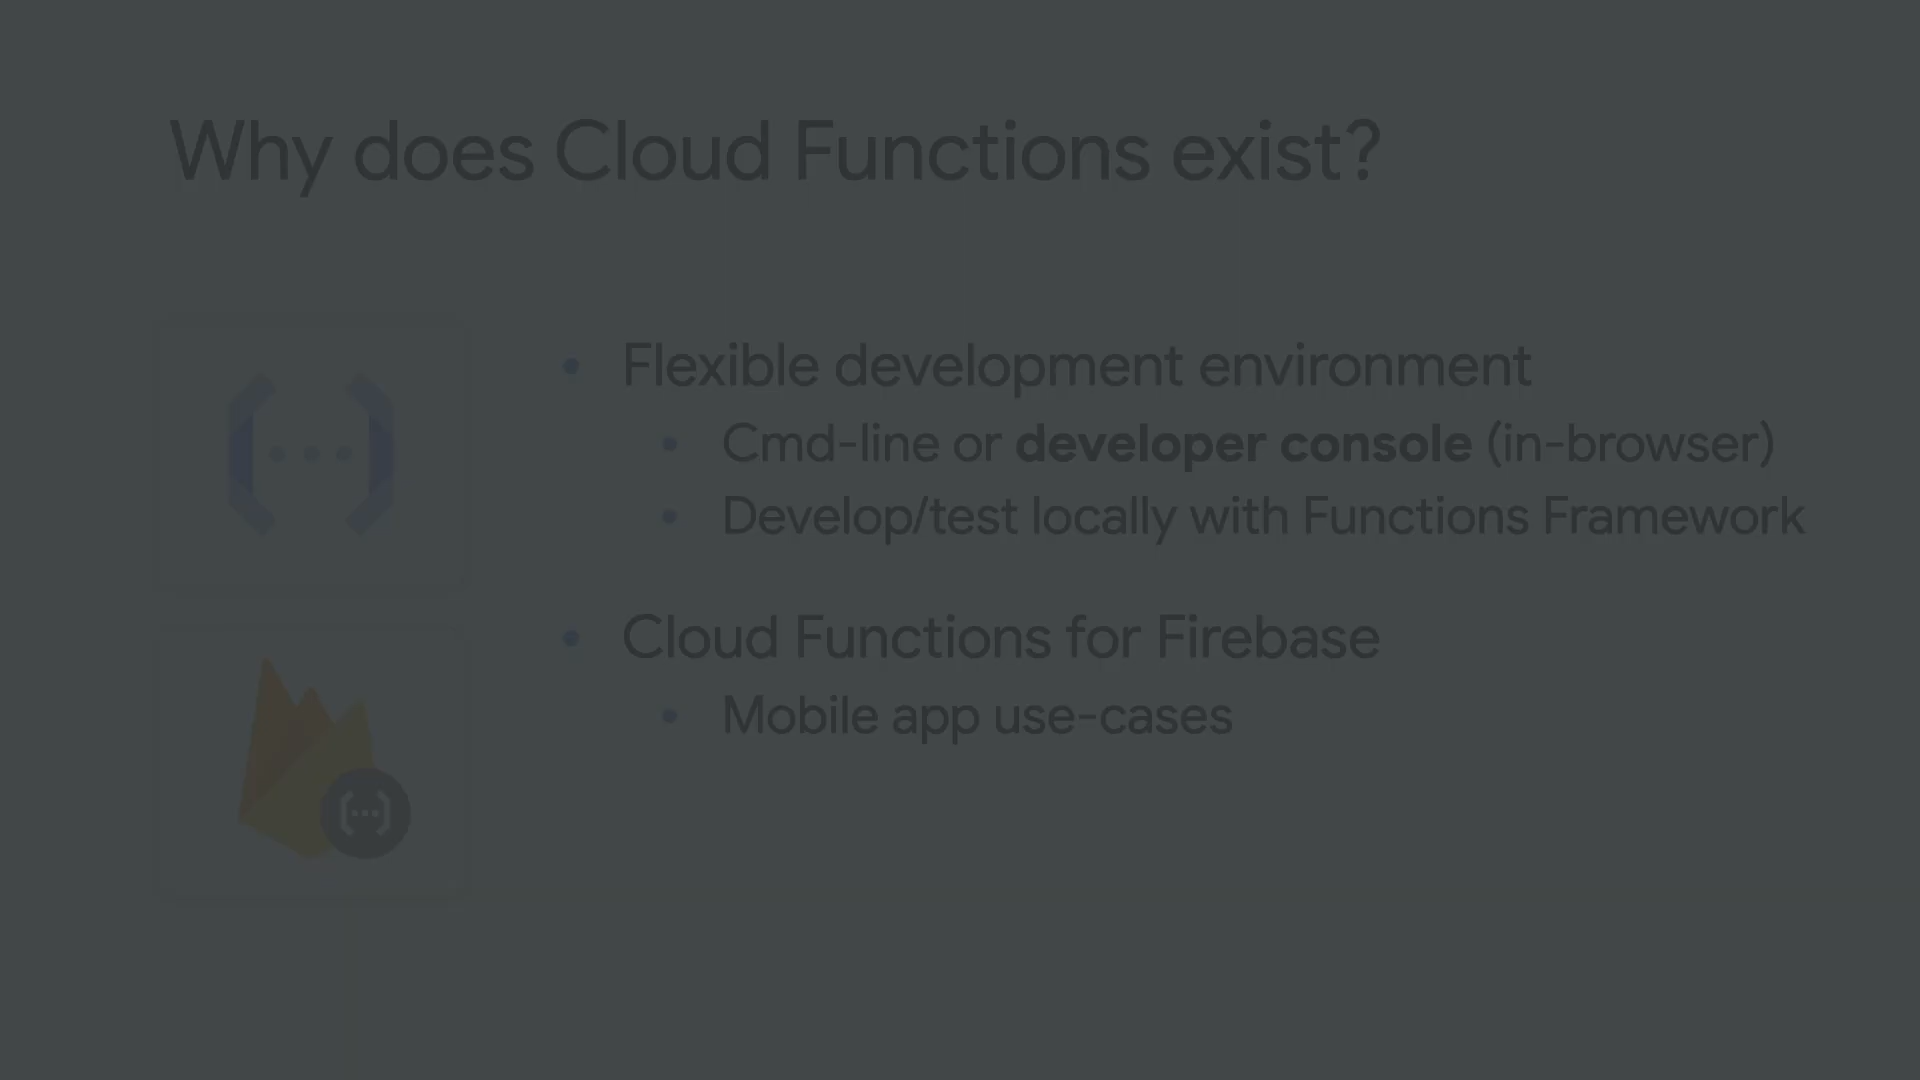 Why does Cloud Functions exist?
• Flexible development environment
• Cmd-line or developer console (in-browser)
• Develop/test locally with Functions Framework
• Cloud Functions for Firebase
• Mobile app use-cases